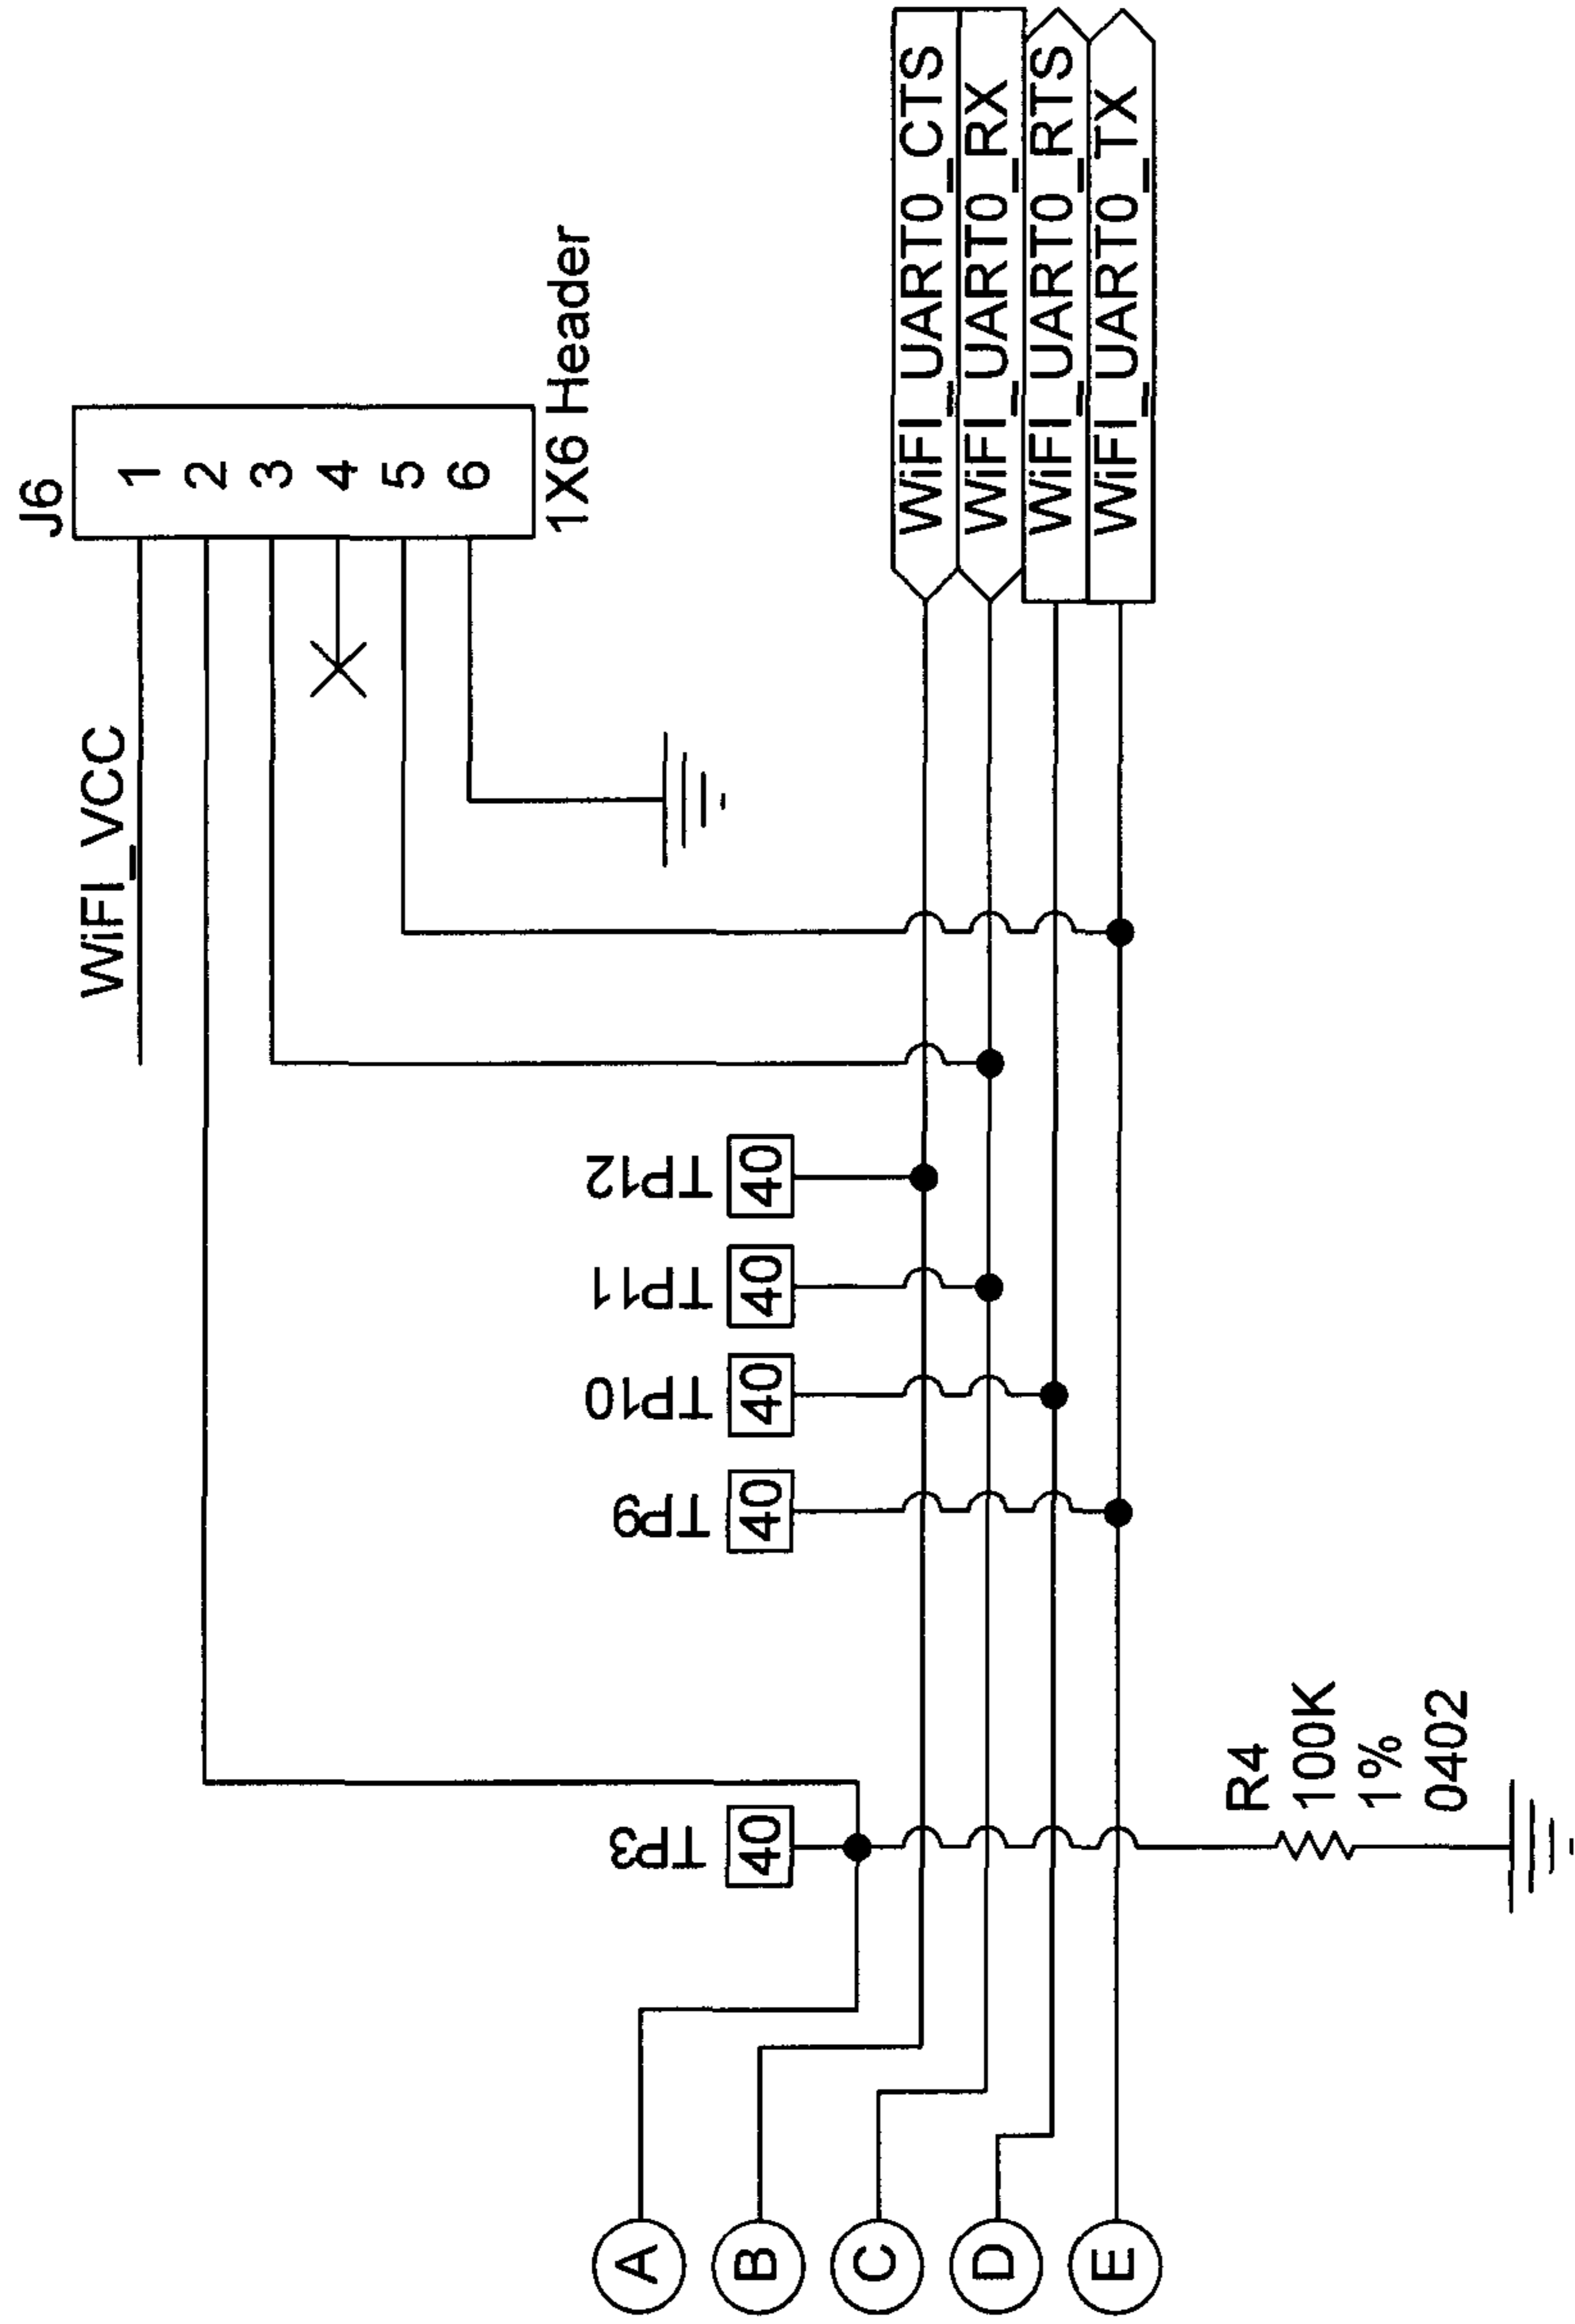 J6
1
2
3
4
5
6
1X6 Header
WiFI_VCC
TP3
40
TP9
40
TP10
40
TP11
40
TP12
40
WiFI_UART0_CTS
WiFI_UART0_RX
WiFI_UART0_RTS
WiFI_UART0_TX
A
B
C
D
E
R4
100K
1%
0402